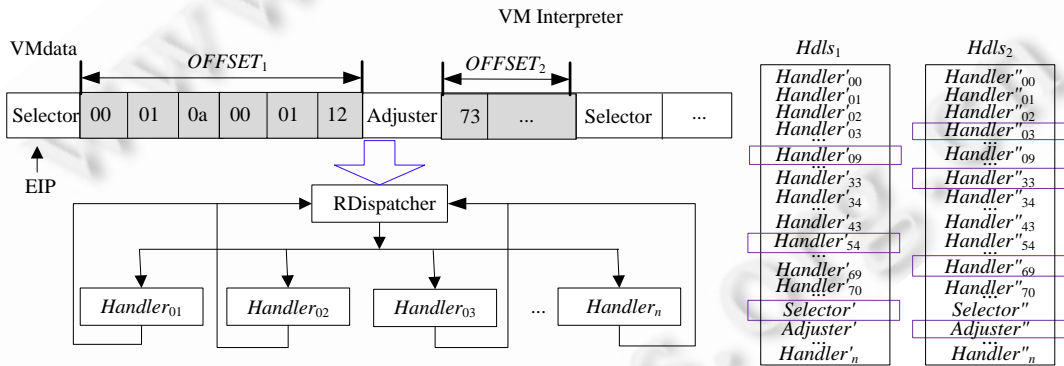 VM Interpreter
VMdata
OFFSET1
OFFSET2
Selector 00 01 0a 00 01 12 Adjuster 73 ... Selector ...
EIP
RDispatcher
Handler01 Handler02 Handler03 ... Handlern
Hdls1
Handler'00
Handler'01
Handler'02
Handler'03
...
Handler'09
...
Handler'33
...
Handler'34
...
Handler'43
Handler'54
...
Handler'69
Handler'70
...
Selector'
Adjuster'
...
Handler'n
Hdls2
Handler''00
Handler''01
Handler''02
Handler''03
...
Handler''09
Handler''33
...
Handler''34
...
Handler''43
Handler''54
...
Handler''69
Handler''70
...
Selector''
Adjuster''
...
Handler''n